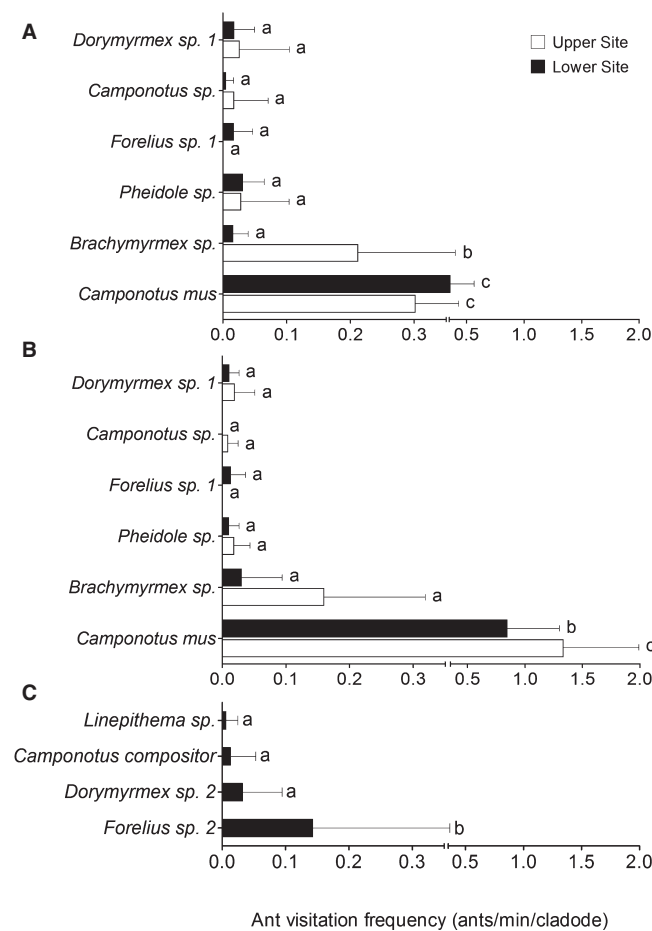 A
Upper Site
Lower Site
Dorymyrmex sp. 1 a
a
Camponotus sp. a
a
Forelius sp. 1 a
a
Pheidole sp. a
a
Brachymyrmex sp. a
b
Camponotus mus c
c
0.0 0.1 0.2 0.3 0.5 1.0 1.5 2.0
B
Dorymyrmex sp. 1 a
a
Camponotus sp. a
a
Forelius sp. 1 a
a
Pheidole sp. a
a
Brachymyrmex sp. a
a
Camponotus mus b
c
0.0 0.1 0.2 0.3 0.5 1.0 1.5 2.0
C
Linepithema sp. a
Camponotus compositor a
Dorymyrmex sp. 2 a
Forelius sp. 2 b
0.0 0.1 0.2 0.3 0.5 1.0 1.5 2.0
Ant visitation frequency (ants/min/cladode)